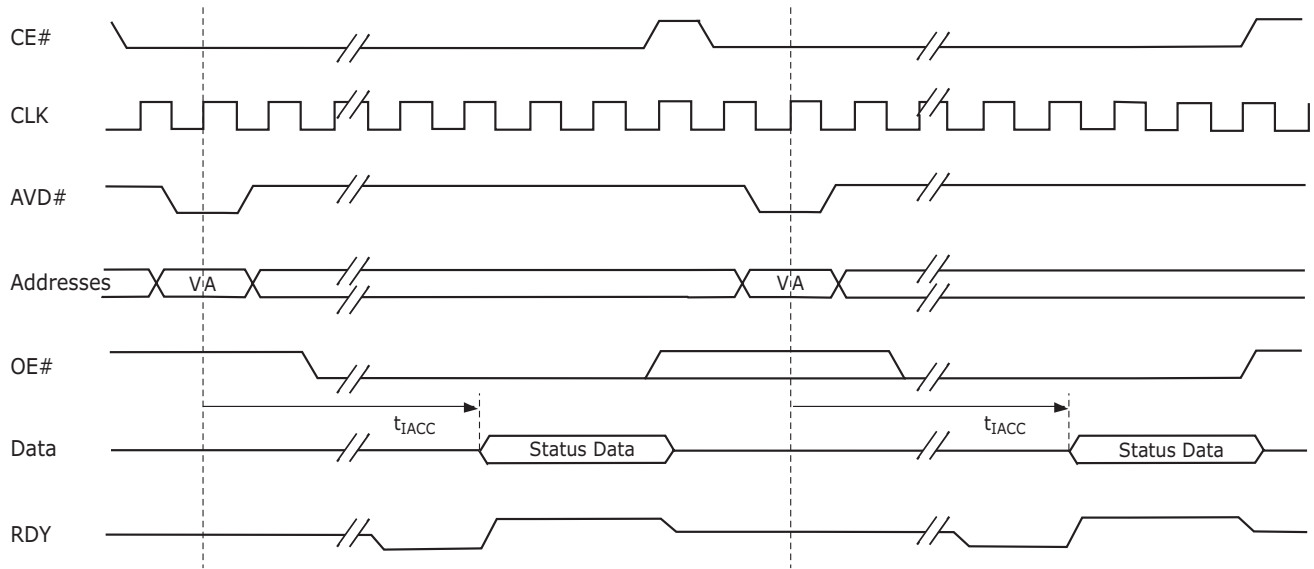 CE#
CLK
AVD#
Addresses
VA
VA
OE#
tIACC
tIACC
Data
Status Data
Status Data
RDY